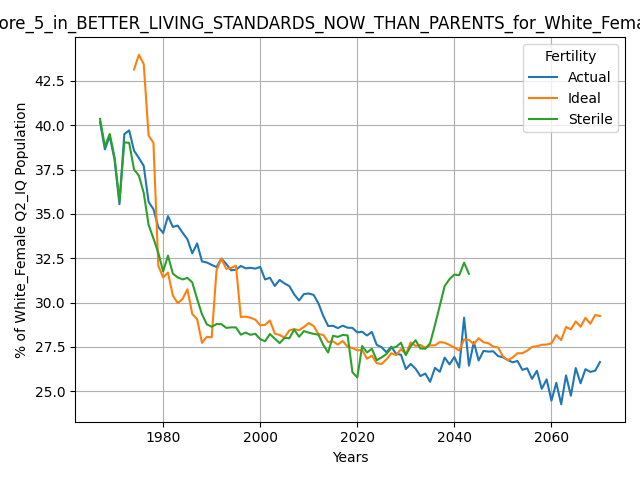 ore_5_in_BETTER_LIVING_STANDARDS_NOW_THAN_PARENTS_for_White_Fema
Fertility
Actual
Ideal
Sterile
% of White_Female Q2_IQ Population
42.5
40.0
37.5
35.0
32.5
30.0
27.5
25.0
1980 2000 2020 2040 2060
Years